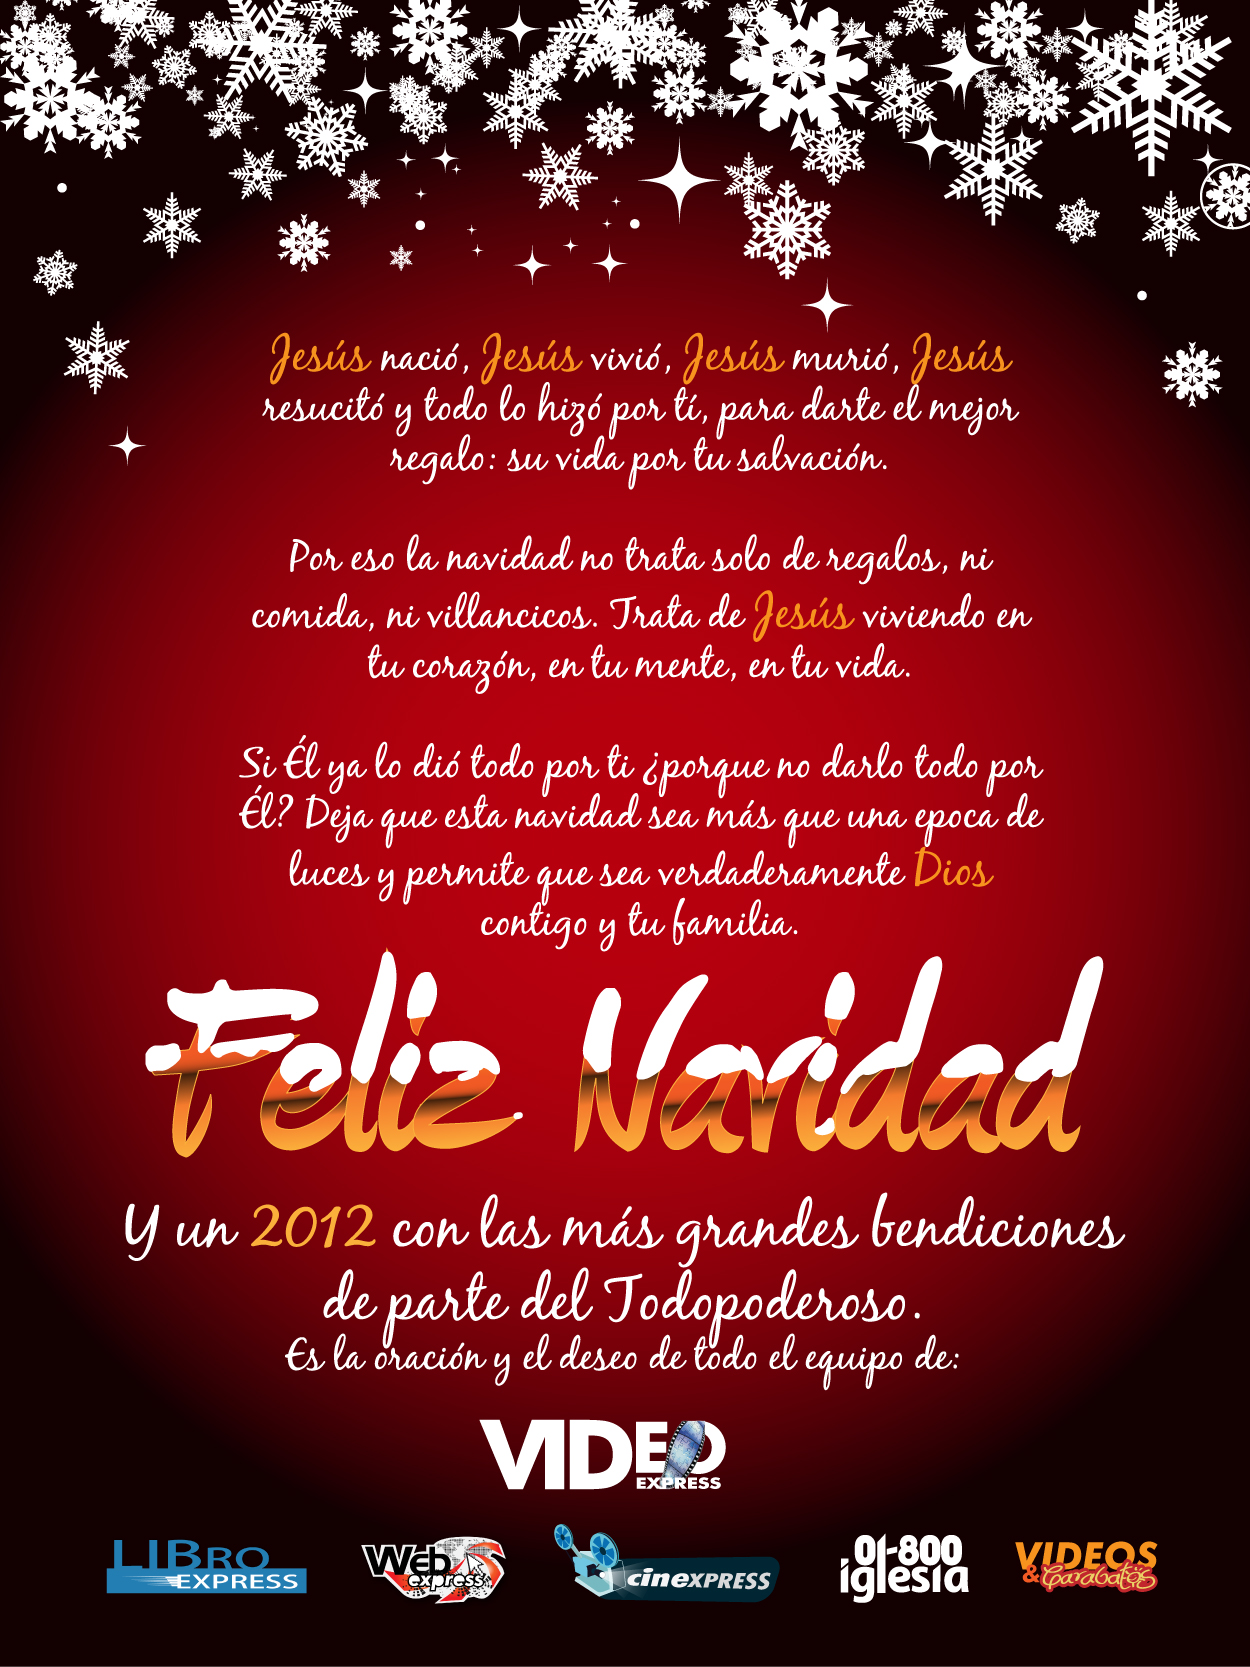 Jesús nació, Jesús vivió, Jesús murió, Jesús
resucitó y todo lo hizó por tí, para darte el mejor
regalo: su vida por tu salvación.
Por eso la navidad no trata solo de regalos, ni
comida, ni villancicos. Trata de Jesús viviendo en
tu corazón, en tu mente, en tu vida.
Si Él ya lo dió todo por ti ¿porque no darlo todo por
Él? Deja que esta navidad sea más que una epoca de
luces y permite que sea verdaderamente Dios
contigo y tu familia.
Feliz Navidad
Y un 2012 con las más grandes bendiciones
de parte del Todopoderoso.
Es la oración y el deseo de todo el equipo de:
VIDEO
EXPRESS
LIBRO
EXPRESS
Web
express
cinEXPRESS
01-800
iglesia
VIDEOS
&Garabatos